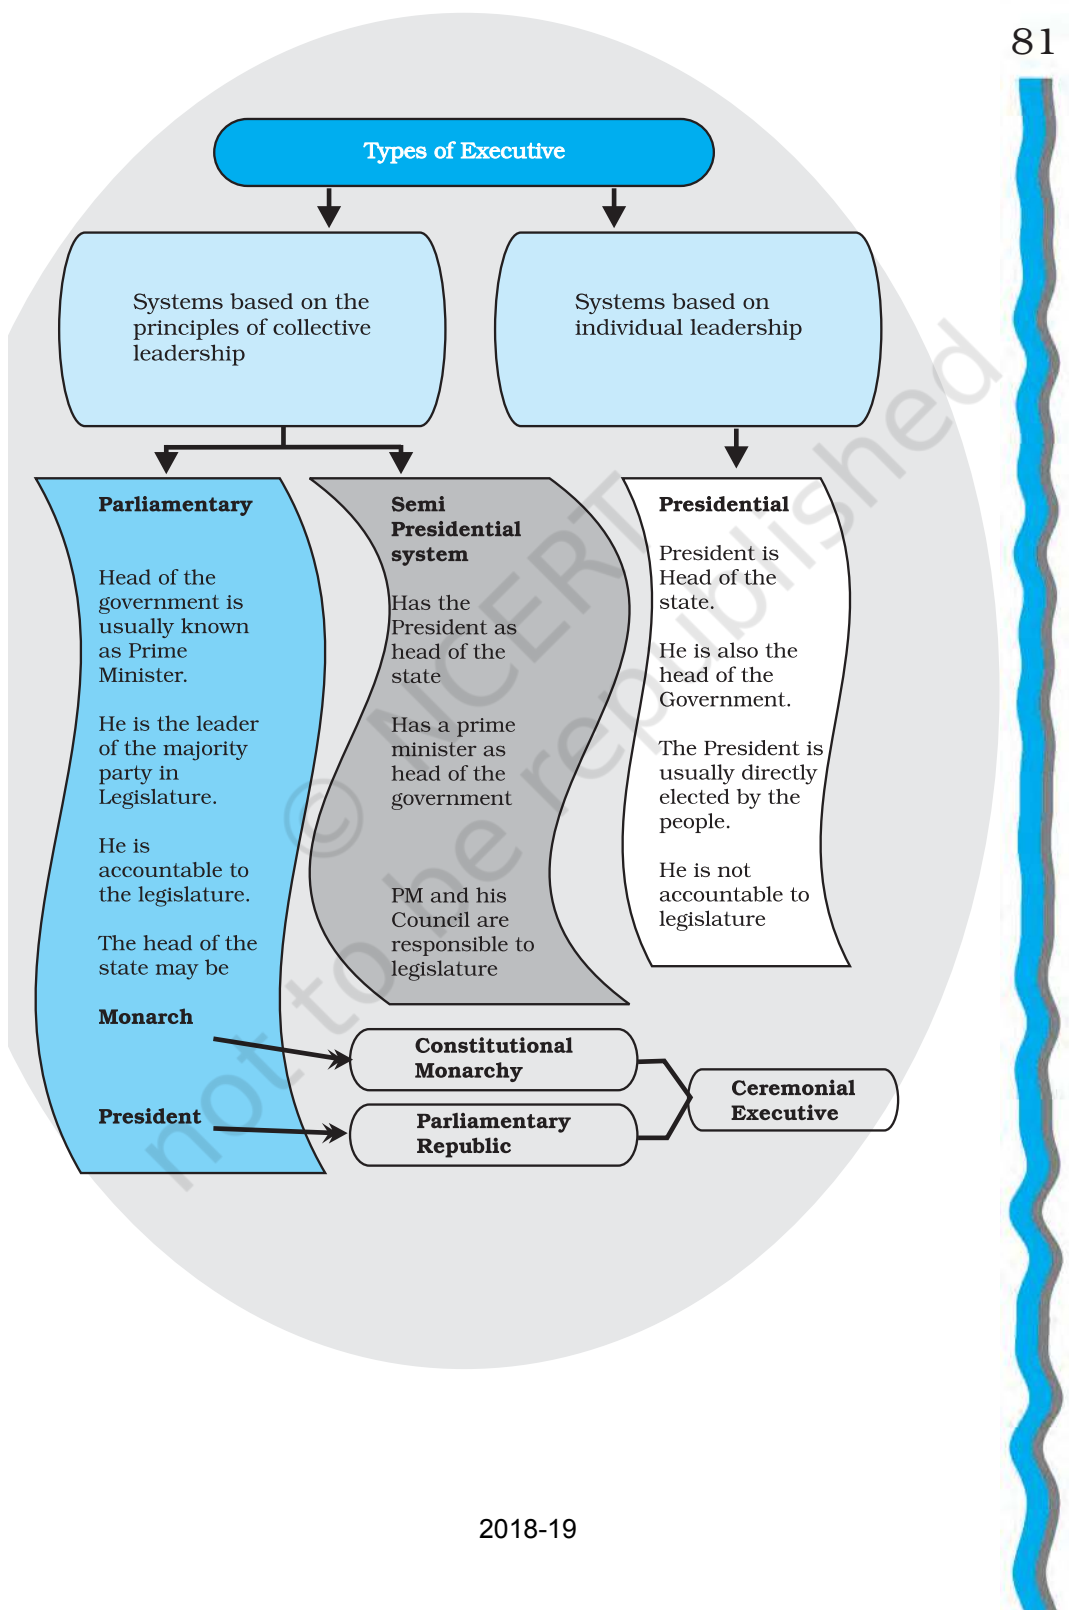 81
Types of Executive
Systems based on the
principles of collective
leadership
Systems based on
individual leadership
Parliamentary
Head of the
government is
usually known
as Prime
Minister.
He is the leader
of the majority
party in
Legislature.
He is
accountable to
the legislature.
The head of the
state may be
Monarch
President
Semi
Presidential
system
Has the
President as
head of the
state
Has a prime
minister as
head of the
government
PM and his
Council are
responsible to
legislature
Presidential
President is
Head of the
state.
He is also the
head of the
Government.
The President is
usually directly
elected by the
people.
He is not
accountable to
legislature
Constitutional
Monarchy
Parliamentary
Republic
Ceremonial
Executive
© NCERT
not to be republished
2018-19